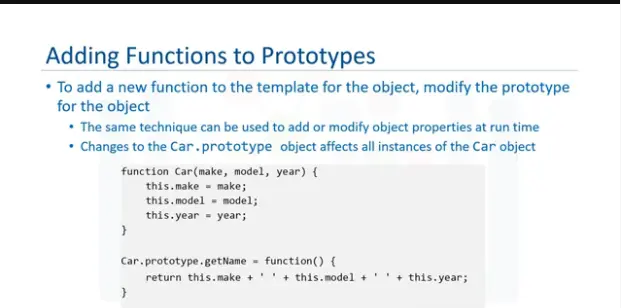 Adding Functions to Prototypes
• To add a new function to the template for the object, modify the prototype
for the object
• The same technique can be used to add or modify object properties at run time
• Changes to the Car.prototype object affects all instances of the Car object
function Car(make, model, year) {
    this.make = make;
    this.model = model;
    this.year = year;
}
Car.prototype.getName = function() {
    return this.make + ' ' + this.model + ' ' + this.year;
}